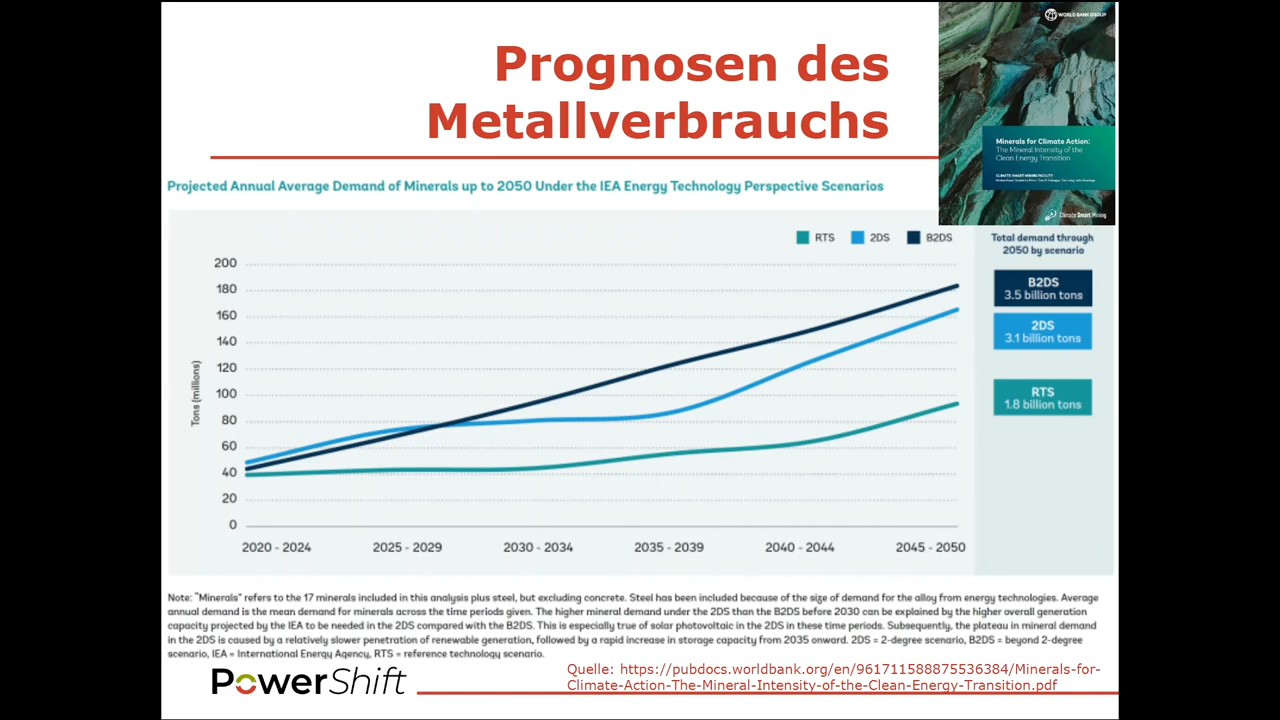 Prognosen des
Metallverbrauchs
WORLD BANK GROUP
Minerals for Climate Action:
The Mineral Intensity of the
Clean Energy Transition
CLIMATE-SMART MINING FACILITY
Climate Smart Mining
Projected Annual Average Demand of Minerals up to 2050 Under the IEA Energy Technology Perspective Scenarios
RTS 2DS B2DS
Total demand through
2050 by scenario
B2DS
3.5 billion tons
2DS
3.1 billion tons
RTS
1.8 billion tons
Tons (millions)
200
180
160
140
120
100
80
60
40
20
0
2020 - 2024 2025 - 2029 2030 - 2034 2035 - 2039 2040 - 2044 2045 - 2050
Note: "Minerals" refers to the 17 minerals included in this analysis plus steel, but excluding concrete. Steel has been included because of the size of demand for the alloy from energy technologies. Average
annual demand is the mean demand for minerals across the time periods given. The higher mineral demand under the 2DS than the B2DS before 2030 can be explained by the higher overall generation
capacity projected by the IEA to be needed in the 2DS compared with the B2DS. This is especially true of solar photovoltaic in the 2DS in these time periods. Subsequently, the plateau in mineral demand
in the 2DS is caused by a relatively slower penetration of renewable generation, followed by a rapid increase in storage capacity from 2035 onward. 2DS = 2-degree scenario, B2DS = beyond 2-degree
scenario, IEA = International Energy Agency, RTS = reference technology scenario.
PowerShift
Quelle: https://pubdocs.worldbank.org/en/961711588875536384/Minerals-for-
Climate-Action-The-Mineral-Intensity-of-the-Clean-Energy-Transition.pdf